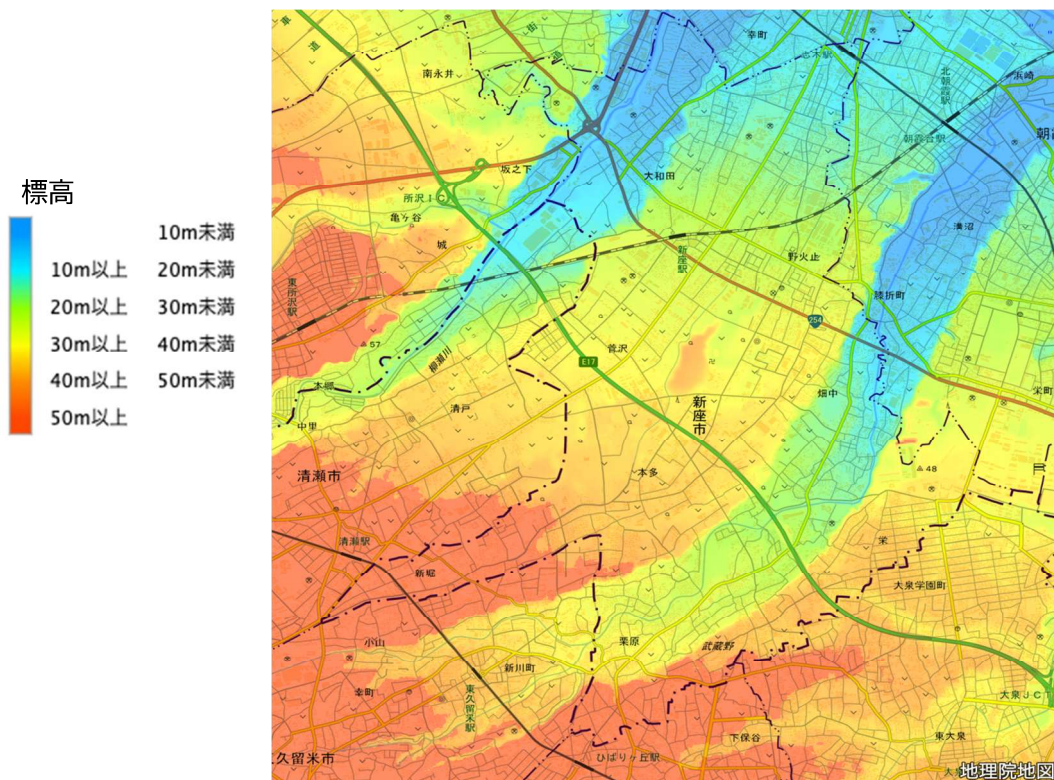 標高
10m未満
10m以上 20m未満
20m以上 30m未満
30m以上 40m未満
40m以上 50m未満
50m以上
幸町
志木駅
南永井
北朝霞駅
浜崎
朝霞台駅
坂之下
大和田
所沢IC
亀ヶ谷
城
溝沼
新座駅
野火止
東所沢駅
膝折町
254
57
E17
菅沢
柳瀬川
本郷
清戸
新座市
畑中
栄町
中里
清瀬市
本多
48
清瀬駅
栄
新堀
大泉学園町
小山
栗原
武蔵野
新川町
幸町
東久留米駅
大泉JCT
下保谷
東大泉
久留米市
ひばりヶ丘駅
地理院地図